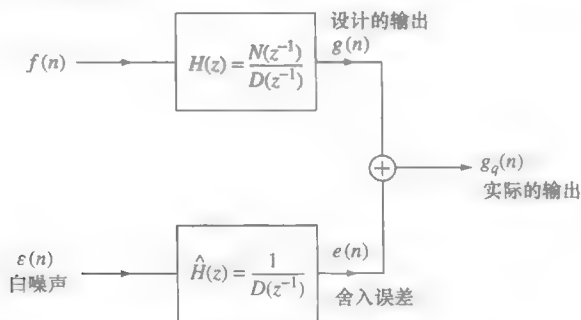 设计的输出
f(n)
H(z) = N(z⁻¹)/D(z⁻¹)
g(n)
g_q(n)
实际的输出
ε(n)
白噪声
Ĥ(z) = 1/D(z⁻¹)
e(n)
舍入误差